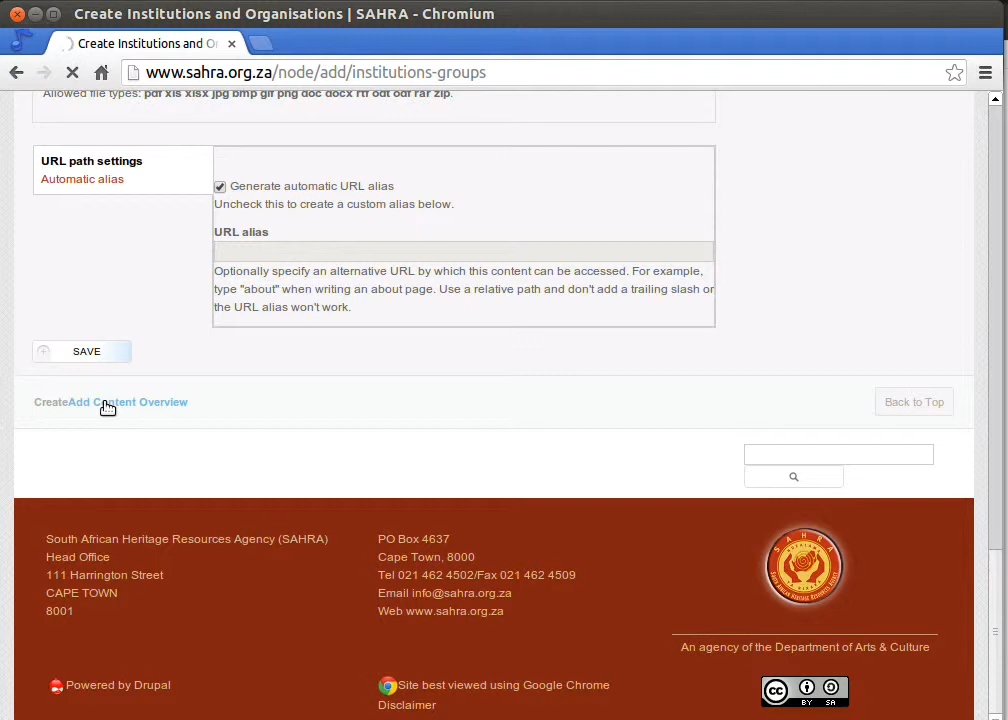 Create Institutions and Organisations | SAHRA - Chromium
Create Institutions and Or
www.sahra.org.za/node/add/institutions-groups
Allowed file types: pdf xls xlsx jpg bmp gif png doc docx rtf odt odf rar zip.
URL path settings
Automatic alias
Generate automatic URL alias
Uncheck this to create a custom alias below.
URL alias
Optionally specify an alternative URL by which this content can be accessed. For example,
type "about" when writing an about page. Use a relative path and don't add a trailing slash or
the URL alias won't work.
SAVE
CreateAdd Content Overview
Back to Top
South African Heritage Resources Agency (SAHRA)
Head Office
111 Harrington Street
CAPE TOWN
8001
PO Box 4637
Cape Town, 8000
Tel 021 462 4502/Fax 021 462 4509
Email info@sahra.org.za
Web www.sahra.org.za
SAHRA
An agency of the Department of Arts & Culture
Powered by Drupal
Site best viewed using Google Chrome
Disclaimer
cc
BY SA